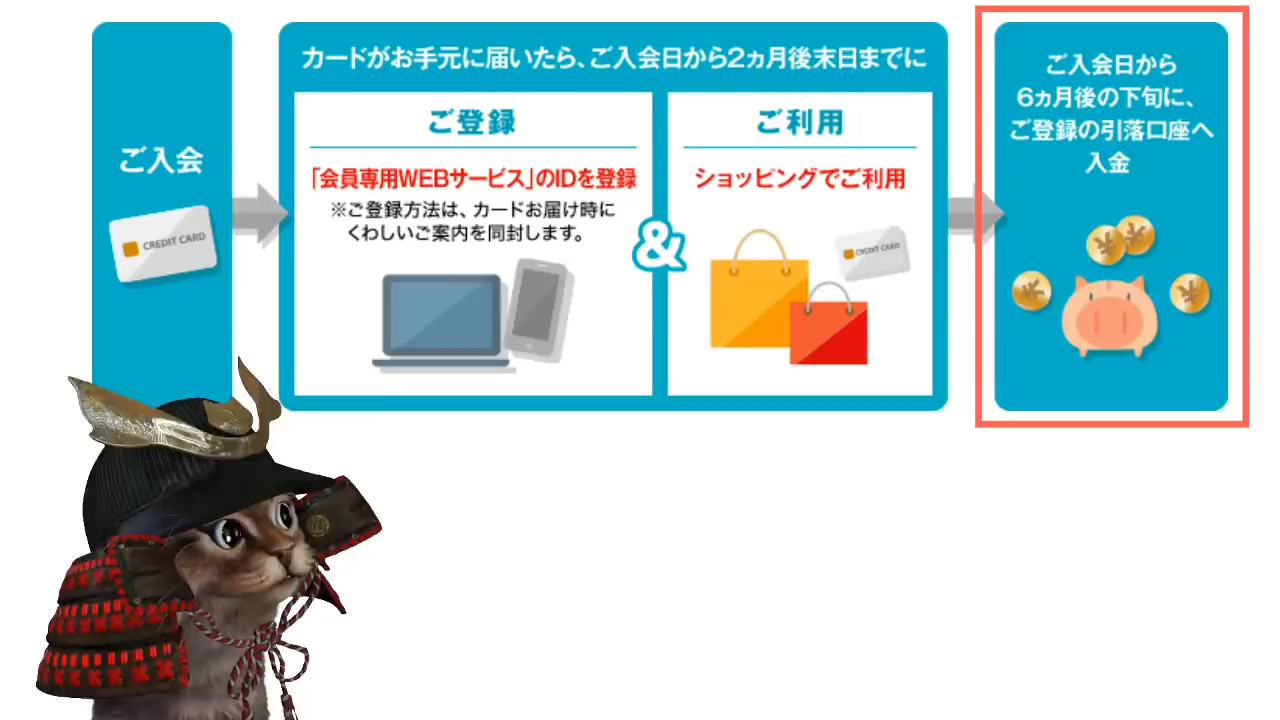 ご入会
CREDIT CARD
カードがお手元に届いたら、ご入会日から2ヵ月後末日までに
ご登録
「会員専用WEBサービス」のIDを登録
※ご登録方法は、カードお届け時に
くわしいご案内を同封します。
&
ご利用
ショッピングでご利用
CREDIT CARD
ご入会日から
6ヵ月後の下旬に、
ご登録の引落口座へ
入金
¥
¥
¥
¥